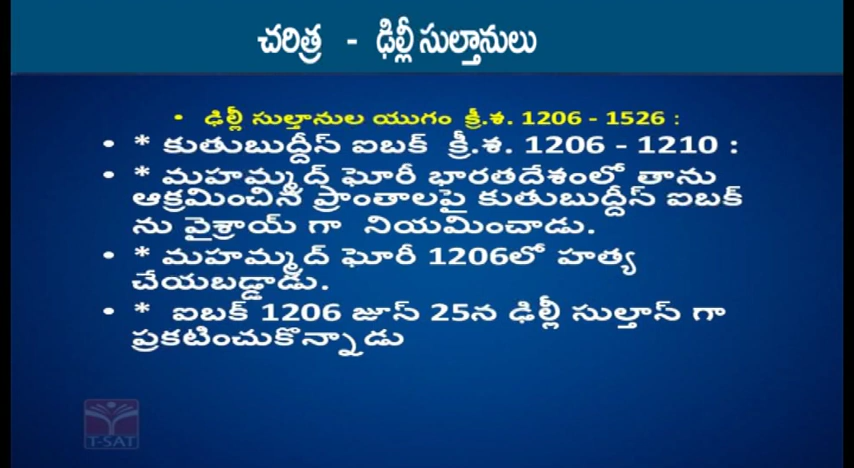 చరిత్ర - ఢిల్లీ సుల్తానులు
• ఢిల్లీ సుల్తానుల యుగం క్రీ.శ. 1206 - 1526 :
• * కుతుబుద్దీస్ ఐబక్ క్రీ.శ. 1206 - 1210 :
• * మహమ్మద్ ఘోరీ భారతదేశంలో తాను
ఆక్రమించిన ప్రాంతాలపై కుతుబుద్దీస్ ఐబక్
ను వైశ్రాయ్ గా నియమించాడు.
• * మహమ్మద్ ఘోరీ 1206లో హత్య
చేయబడ్డాడు.
• * ఐబక్ 1206 జూస్ 25న ఢిల్లీ సుల్తాస్ గా
ప్రకటించుకొన్నాడు
T-SAT